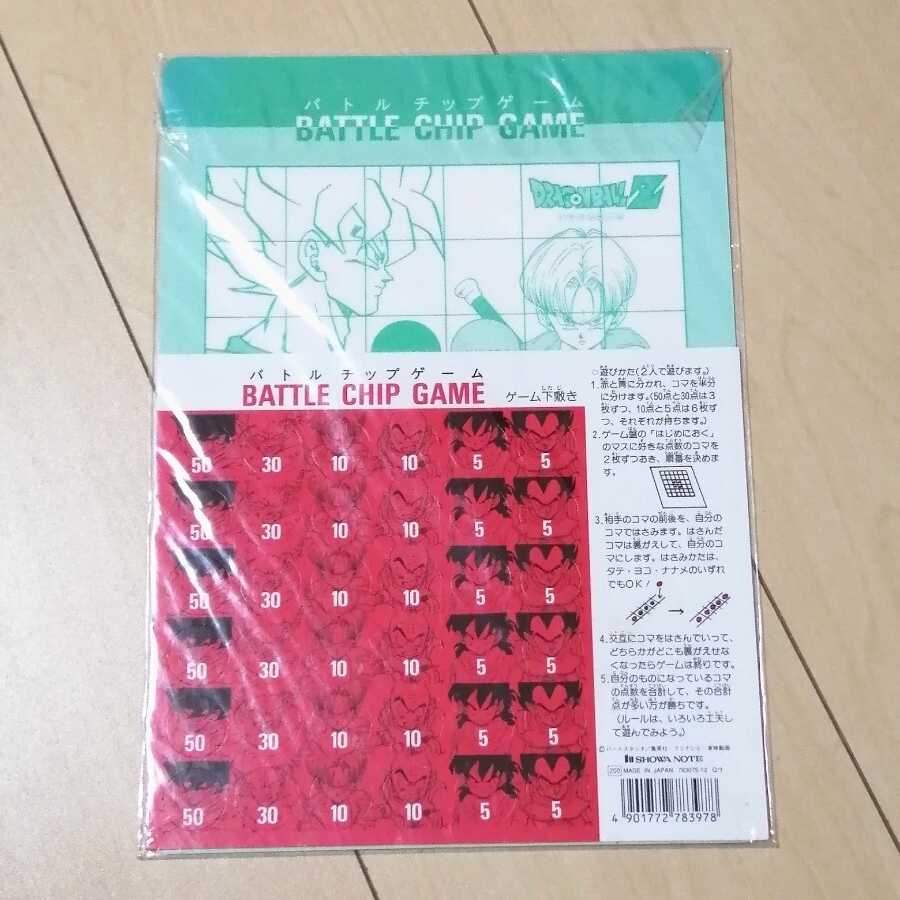 バトルチップゲーム
BATTLE CHIP GAME
DRAGONBALL Z
バトルチップゲーム
BATTLE CHIP GAME
ゲーム下敷き
したじ
50 30 10 10 5 5
50 30 10 10 5 5
50 30 10 10 5 5
50 30 10 10 5 5
50 30 10 10 5 5
50 30 10 10 5 5
○遊びかた(2人で遊びます。)
1.赤と青に分かれ、コマを半分
に分けます。(50点と30点は3
枚ずつ、10点と5点は6枚ず
つ、それぞれが持ちます。)
2.ゲーム盤の「はじめにおく」
のマスに好きな点数のコマを
2枚ずつおき、順番を決めま
す。
3.相手のコマの前後を、自分の
コマではさみます。はさんだ
コマは裏がえして、自分のコ
マにします。はさみかたは、
タテ・ヨコ・ナナメのいずれ
でもOK!
4.交互にコマをはさんでいって、
どちらかがどこも裏がえせな
くなったらゲームは終りです。
5.自分のものになっているコマ
の点数を合計して、その合計
点が多い方が勝ちです。
(ルールは、いろいろ工夫し
て遊んでみよう。)
©バードスタジオ/集英社・フジテレビ・東映動画
SHOWA NOTE
200 MADE IN JAPAN 783075-12
4 901772 783978